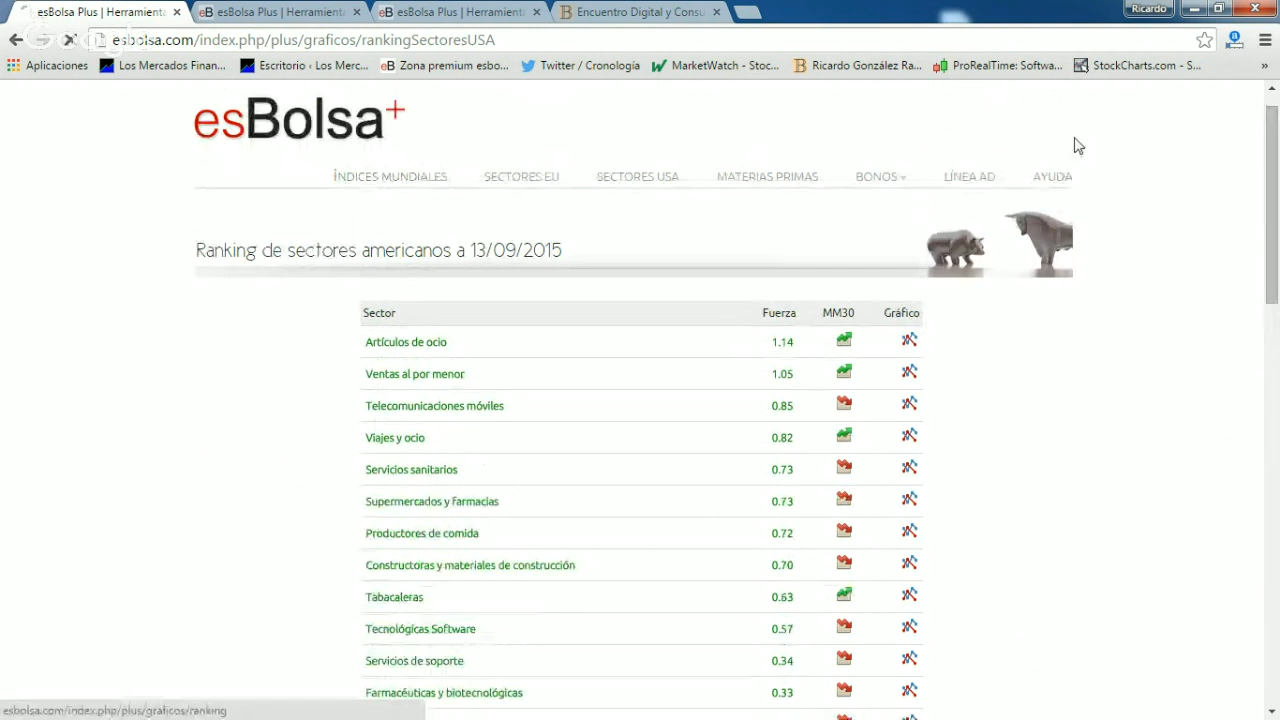 esBolsa Plus | Herramient
esBolsa Plus | Herramient
esBolsa Plus | Herramient
Encuentro Digital y Consu
Ricardo
esbolsa.com/index.php/plus/graficos/rankingSectoresUSA
Aplicaciones
Los Mercados Finan...
Escritorio ‹ Los Merc...
Zona premium esbo...
Twitter / Cronología
MarketWatch - Stoc...
Ricardo González Ra...
ProRealTime: Softwa...
StockCharts.com - S...
»
esBolsa+
ÍNDICES MUNDIALES SECTORES EU SECTORES USA MATERIAS PRIMAS BONOS LÍNEA AD AYUDA
Ranking de sectores americanos a 13/09/2015
Sector Fuerza MM30 Gráfico
Artículos de ocio 1.14
Ventas al por menor 1.05
Telecomunicaciones móviles 0.85
Viajes y ocio 0.82
Servicios sanitarios 0.73
Supermercados y Farmacias 0.73
Productores de comida 0.72
Constructoras y materiales de construcción 0.70
Tabacaleras 0.63
Tecnológicas Software 0.57
Servicios de soporte 0.34
Farmacéuticas y biotecnológicas 0.33
esbolsa.com/index.php/plus/graficos/ranking